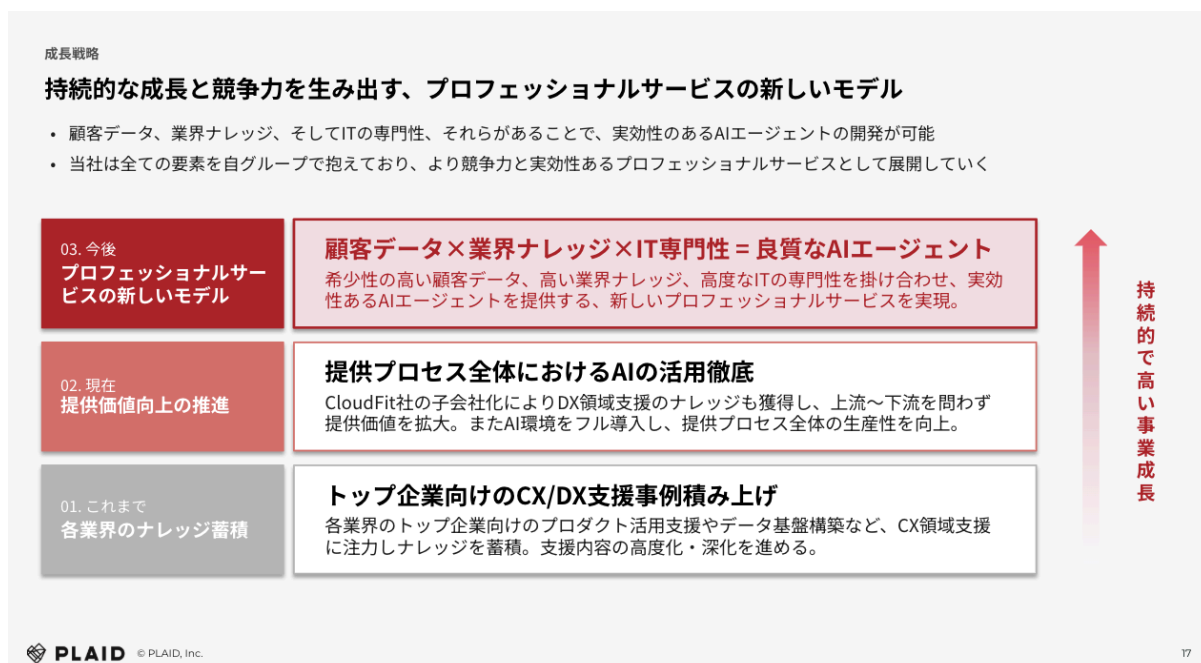 成長戦略
持続的な成長と競争力を生み出す、プロフェッショナルサービスの新しいモデル
• 顧客データ、業界ナレッジ、そしてITの専門性、それらがあることで、実効性のあるAIエージェントの開発が可能
• 当社は全ての要素を自グループで抱えており、より競争力と実効性あるプロフェッショナルサービスとして展開していく
03. 今後
プロフェッショナルサー
ビスの新しいモデル
顧客データ×業界ナレッジ×IT専門性 = 良質なAIエージェント
希少性の高い顧客データ、高い業界ナレッジ、高度なITの専門性を掛け合わせ、実効
性あるAIエージェントを提供する、新しいプロフェッショナルサービスを実現。
02. 現在
提供価値向上の推進
提供プロセス全体におけるAIの活用徹底
CloudFit社の子会社化によりDX領域支援のナレッジも獲得し、上流〜下流を問わず
提供価値を拡大。またAI環境をフル導入し、提供プロセス全体の生産性を向上。
01. これまで
各業界のナレッジ蓄積
トップ企業向けのCX/DX支援事例積み上げ
各業界のトップ企業向けのプロダクト活用支援やデータ基盤構築など、CX領域支援
に注力しナレッジを蓄積。支援内容の高度化・深化を進める。
持続的で高い事業成長
PLAID © PLAID, Inc.
17